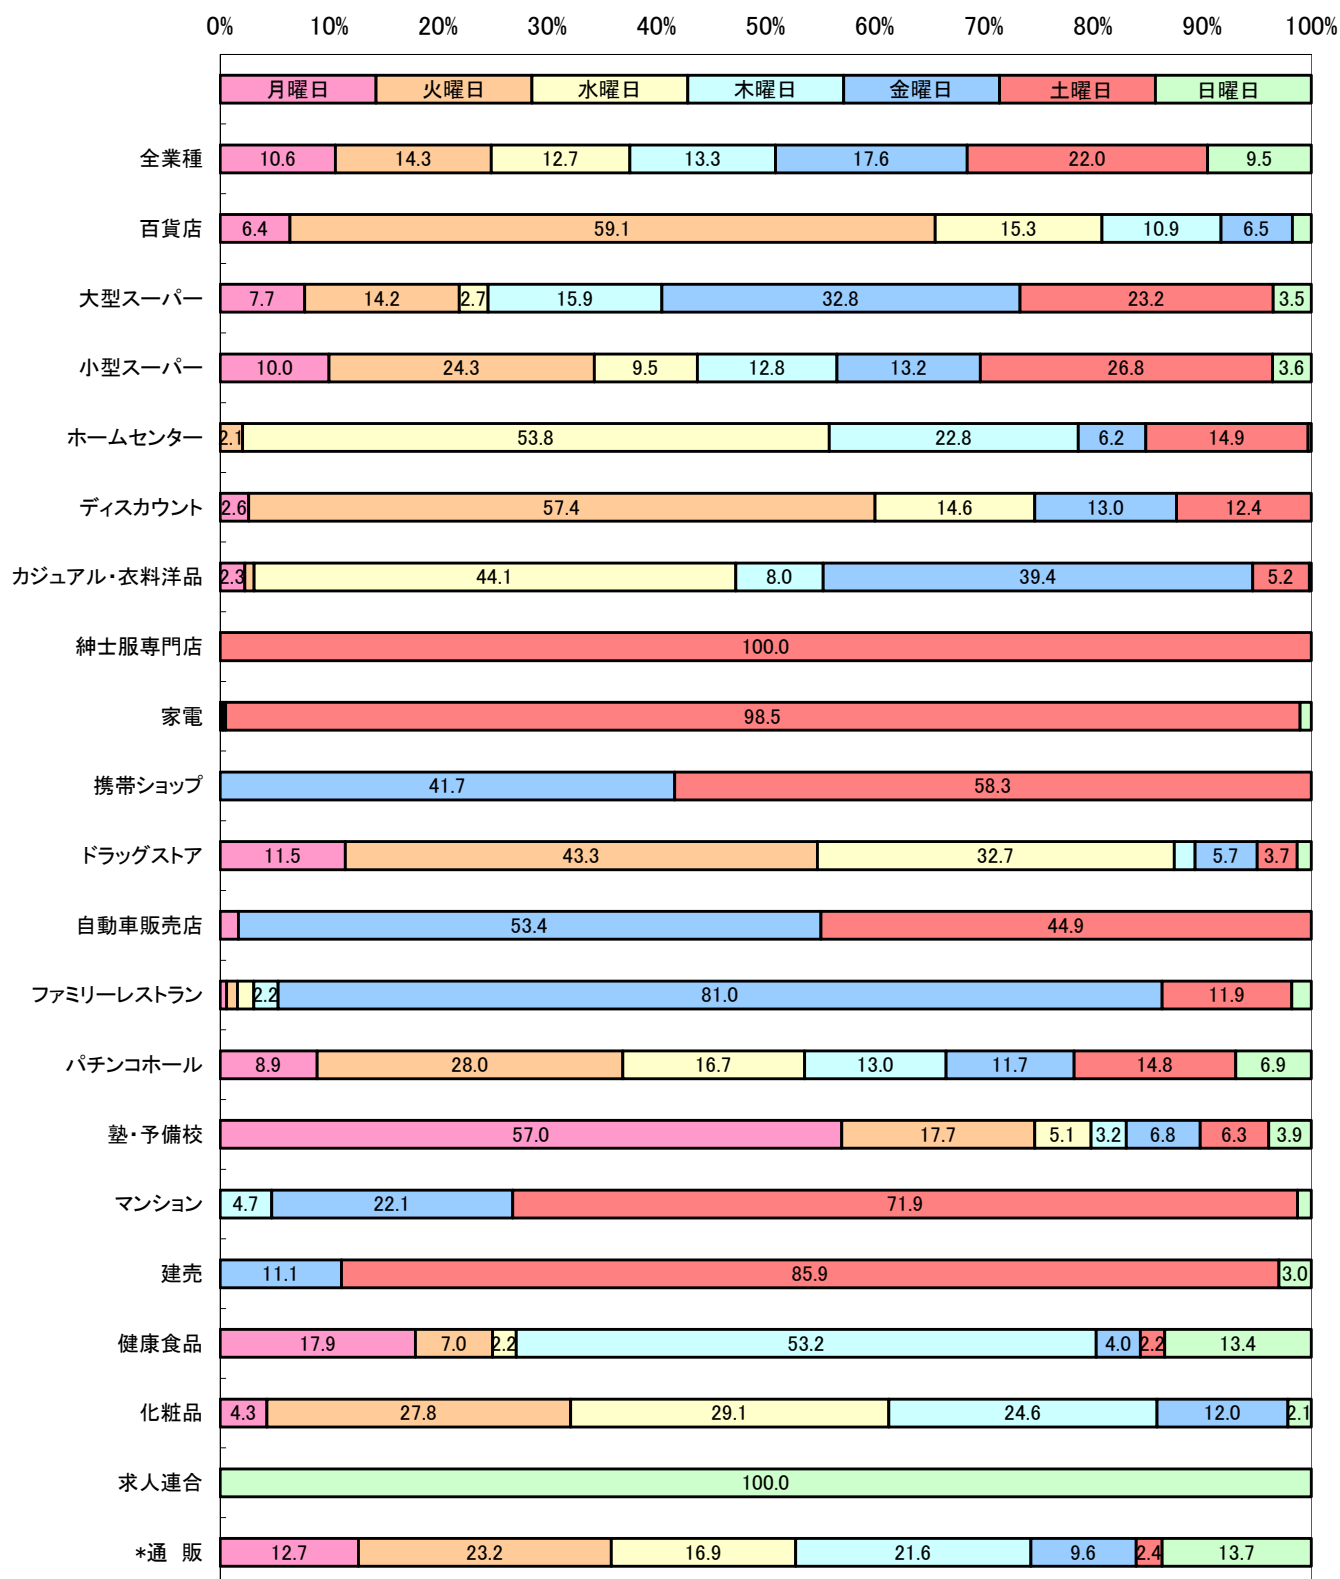 0% 10% 20% 30% 40% 50% 60% 70% 80% 90% 100%
月曜日 火曜日 水曜日 木曜日 金曜日 土曜日 日曜日
全業種 10.6 14.3 12.7 13.3 17.6 22.0 9.5
百貨店 6.4 59.1 15.3 10.9 6.5
大型スーパー 7.7 14.2 2.7 15.9 32.8 23.2 3.5
小型スーパー 10.0 24.3 9.5 12.8 13.2 26.8 3.6
ホームセンター 2.1 53.8 22.8 6.2 14.9
ディスカウント 2.6 57.4 14.6 13.0 12.4
カジュアル・衣料洋品 2.3 44.1 8.0 39.4 5.2
紳士服専門店 100.0
家電 98.5
携帯ショップ 41.7 58.3
ドラッグストア 11.5 43.3 32.7 5.7 3.7
自動車販売店 53.4 44.9
ファミリーレストラン 2.2 81.0 11.9
パチンコホール 8.9 28.0 16.7 13.0 11.7 14.8 6.9
塾・予備校 57.0 17.7 5.1 3.2 6.8 6.3 3.9
マンション 4.7 22.1 71.9
建売 11.1 85.9 3.0
健康食品 17.9 7.0 2.2 53.2 4.0 2.2 13.4
化粧品 4.3 27.8 29.1 24.6 12.0 2.1
求人連合 100.0
*通　販 12.7 23.2 16.9 21.6 9.6 2.4 13.7